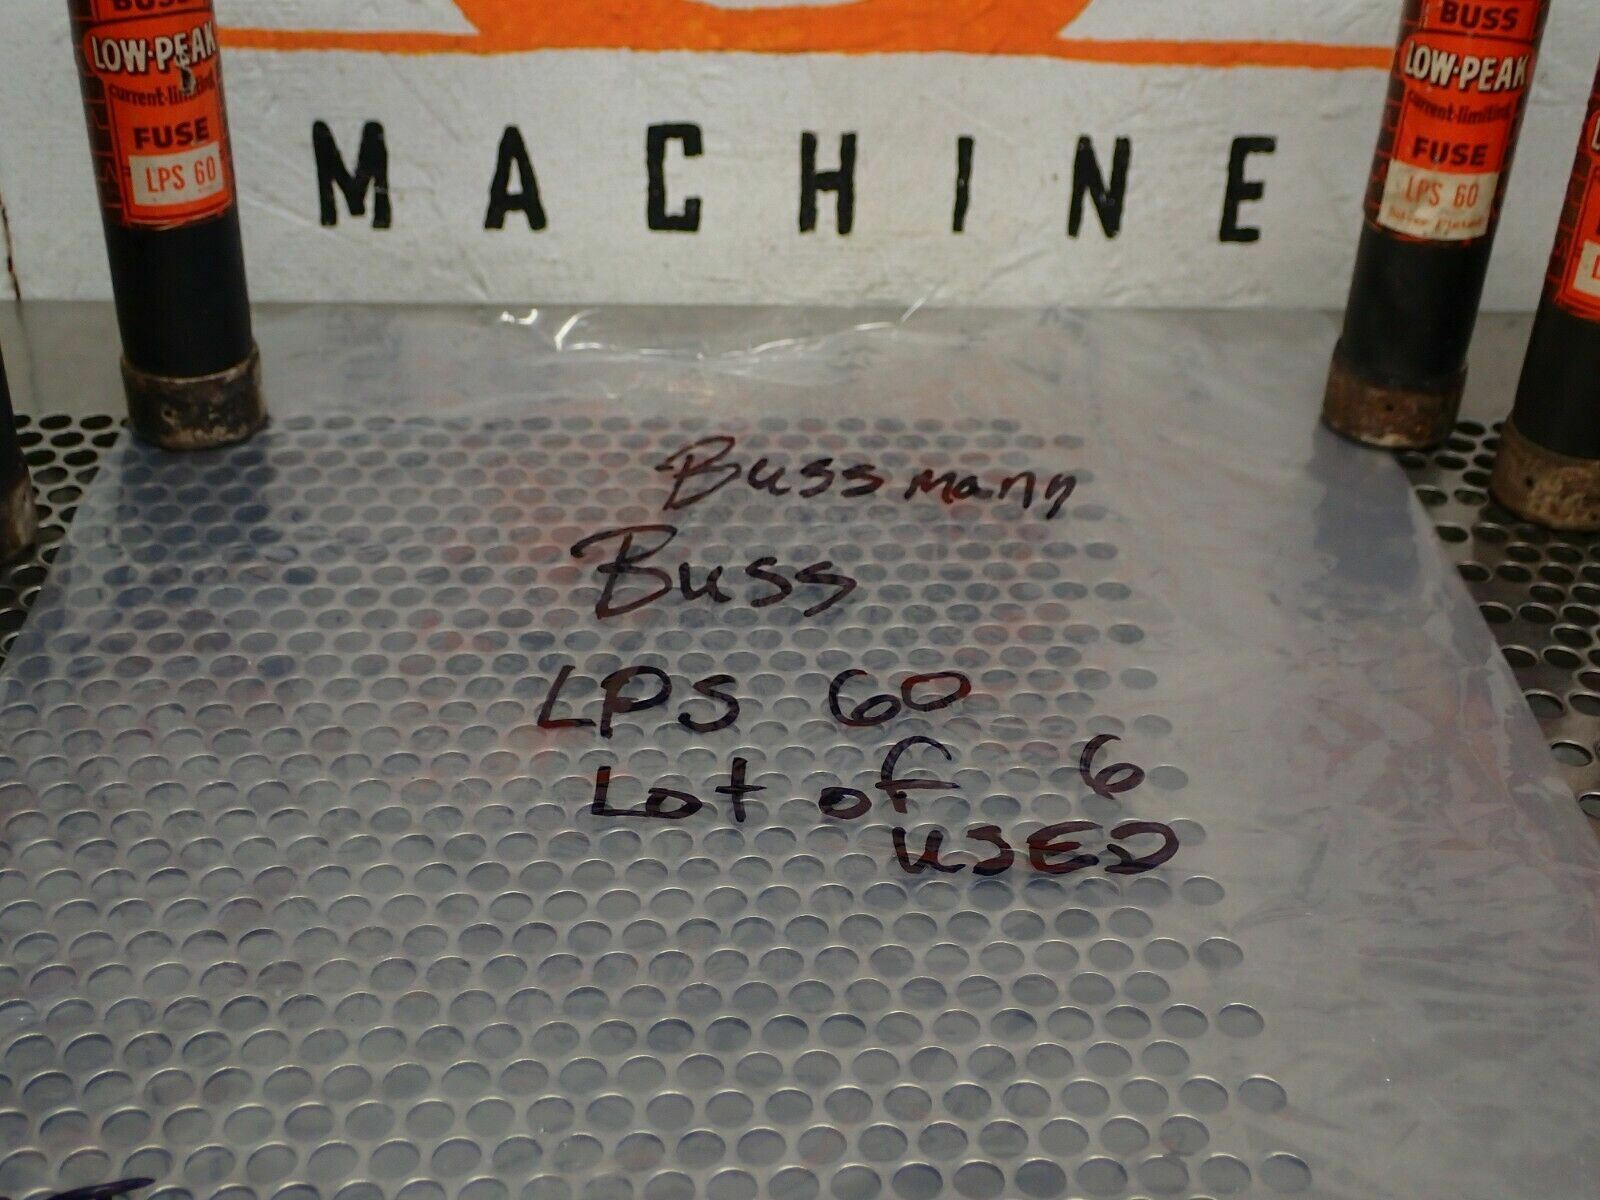 BUSS
LOW-PEAK
current-limiting
FUSE
LPS 60
MACHINE
BUSS
LOW-PEAK
current-limiting
FUSE
LPS 60
Bussmann
Buss
LPS 60
Lot of 6
USED